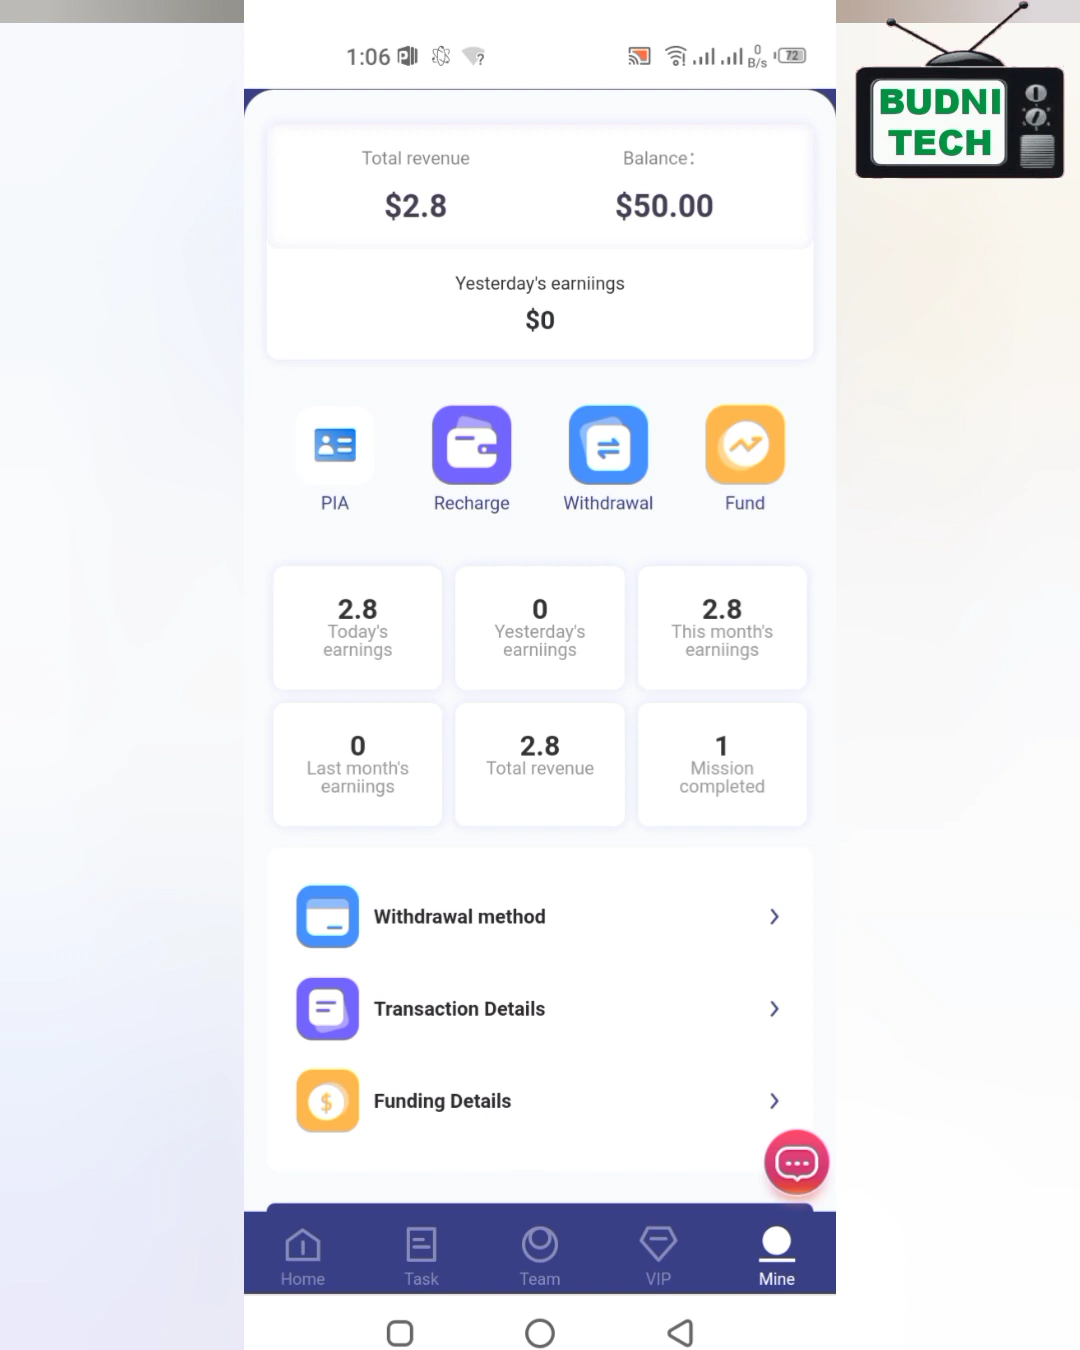 1:06
0
B/s
72
BUDNI
TECH
Total revenue
Balance:
$2.8
$50.00
Yesterday's earniings
$0
PIA
Recharge
Withdrawal
Fund
2.8
Today's
earnings
0
Yesterday's
earniings
2.8
This month's
earniings
0
Last month's
earniings
2.8
Total revenue
1
Mission
completed
Withdrawal method
Transaction Details
Funding Details
$
Home
Task
Team
VIP
Mine